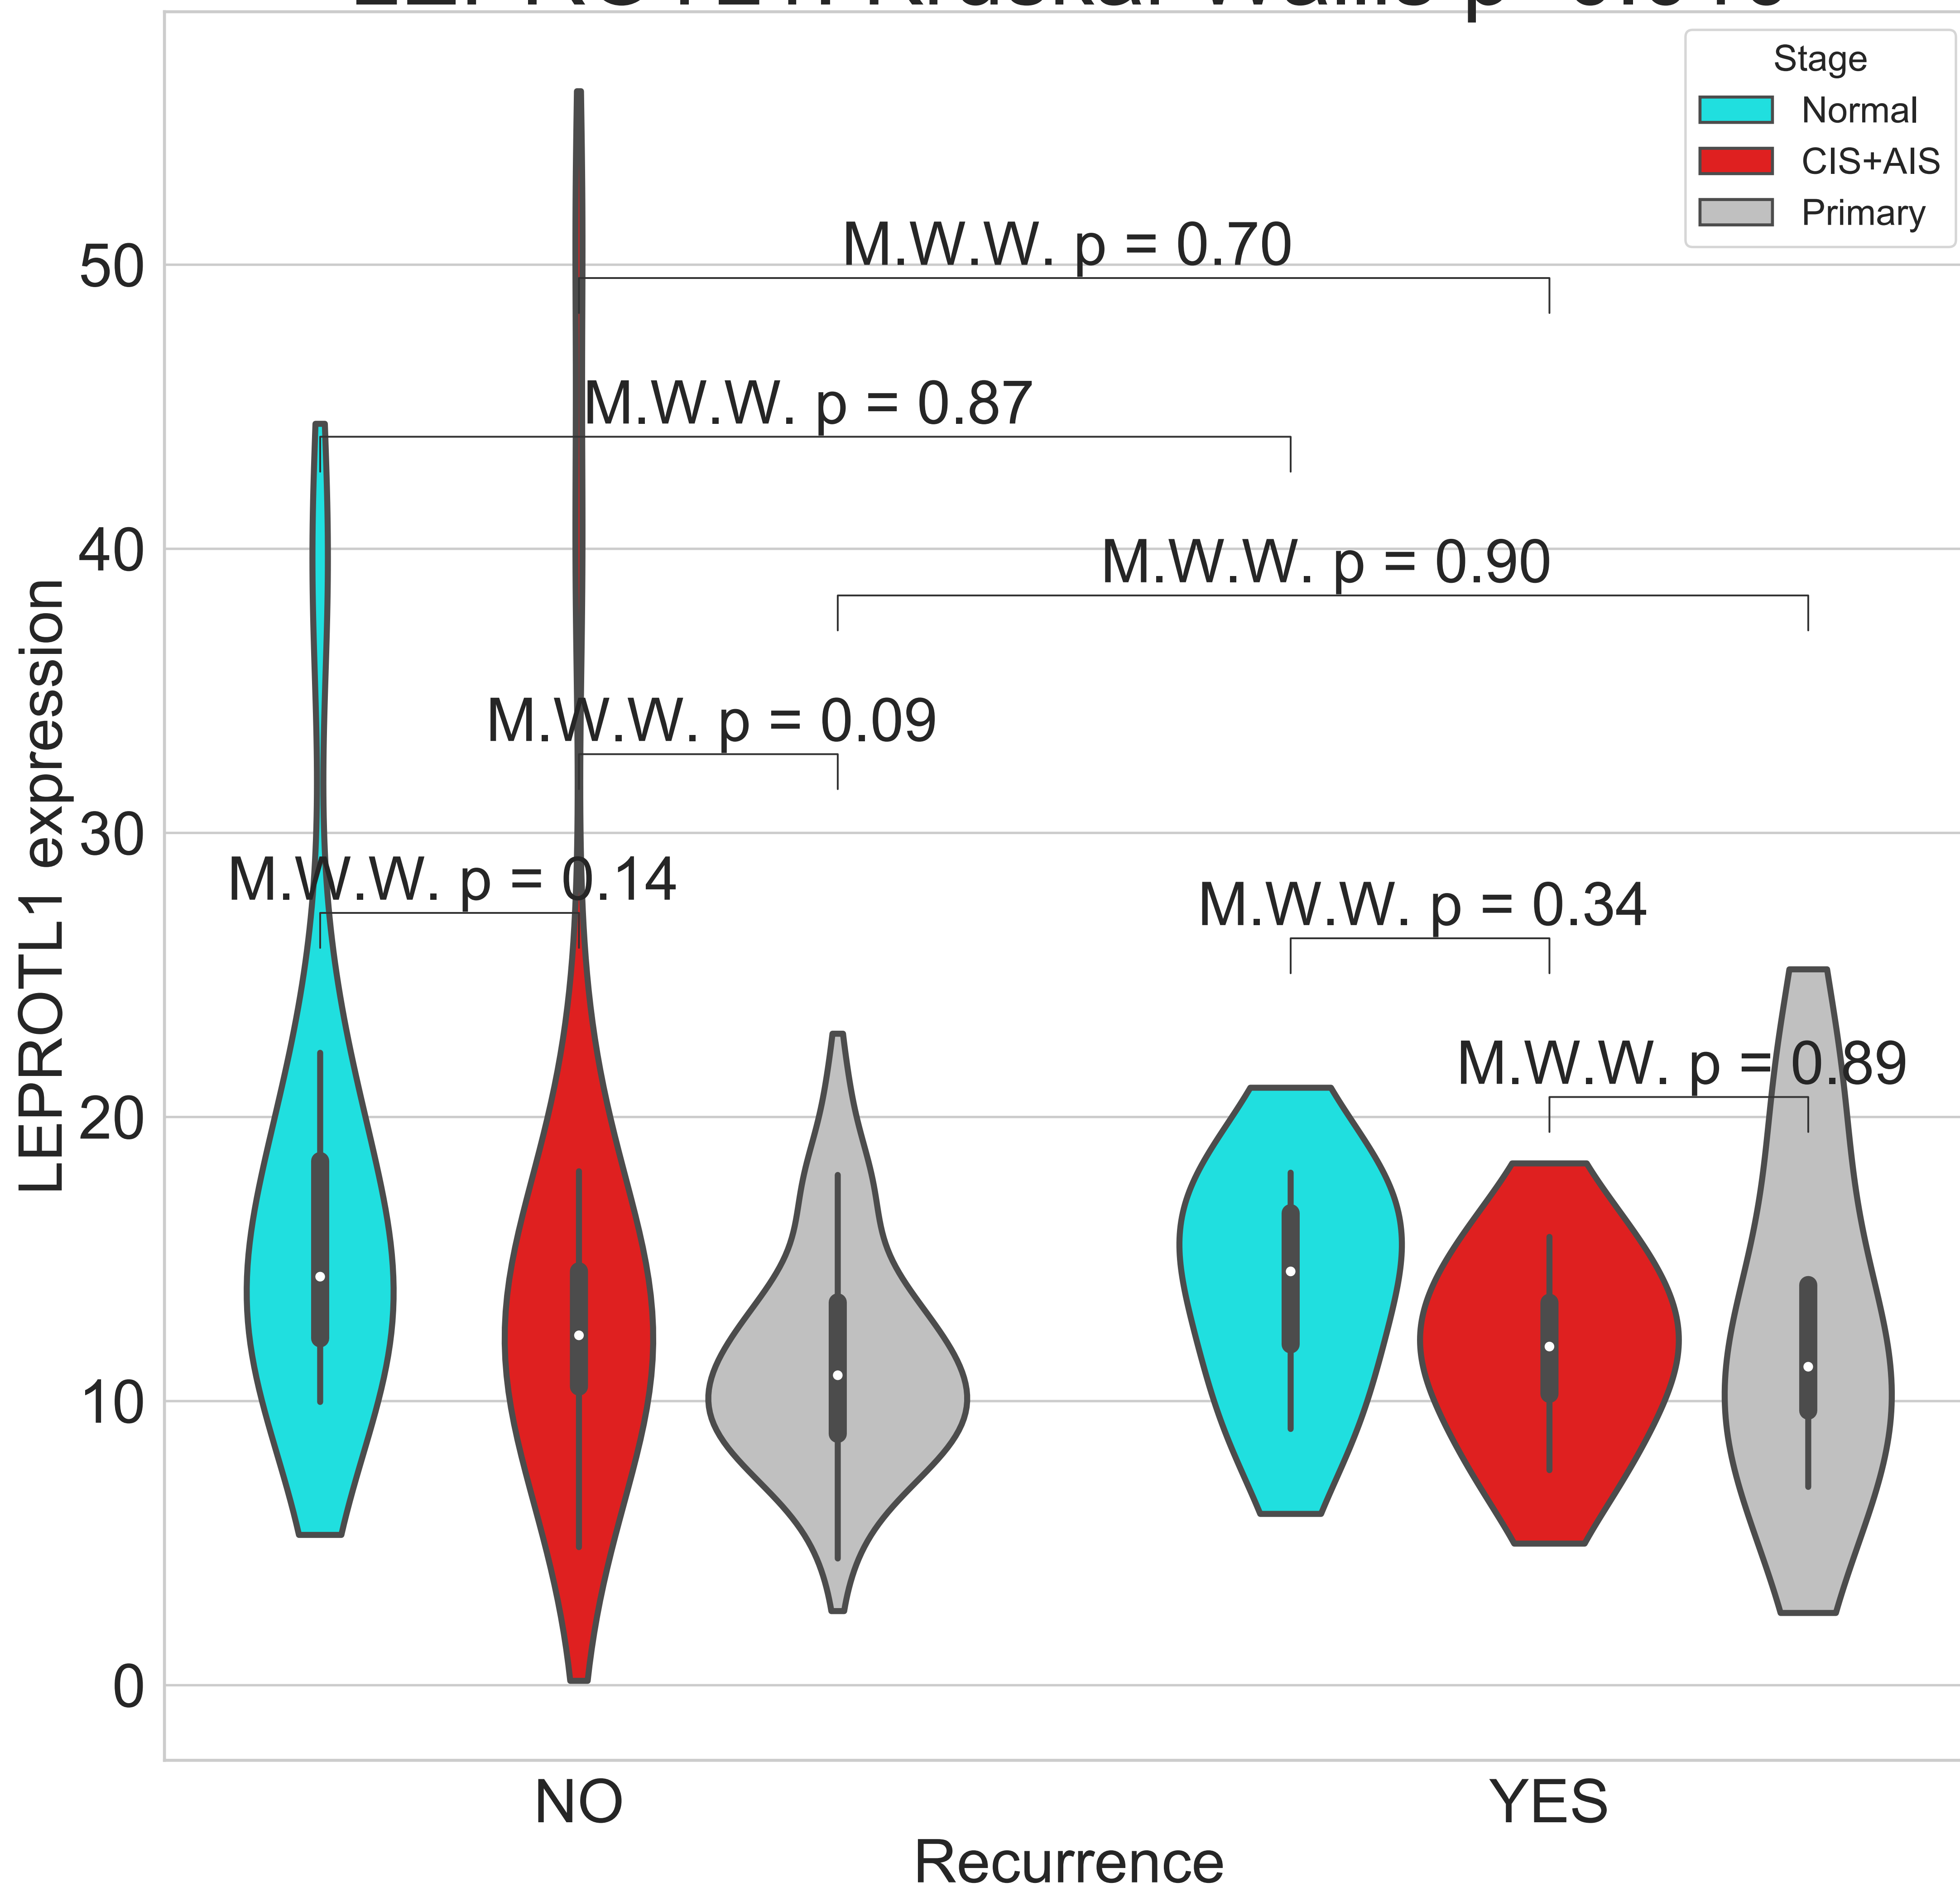 Stage
Normal
CIS+AIS
Primary
50
40
30
20
10
0
LEPROTL1 expression
M.W.W. p = 0.70
M.W.W. p = 0.87
M.W.W. p = 0.90
M.W.W. p = 0.09
M.W.W. p = 0.14
M.W.W. p = 0.34
M.W.W. p = 0.89
NO
YES
Recurrence